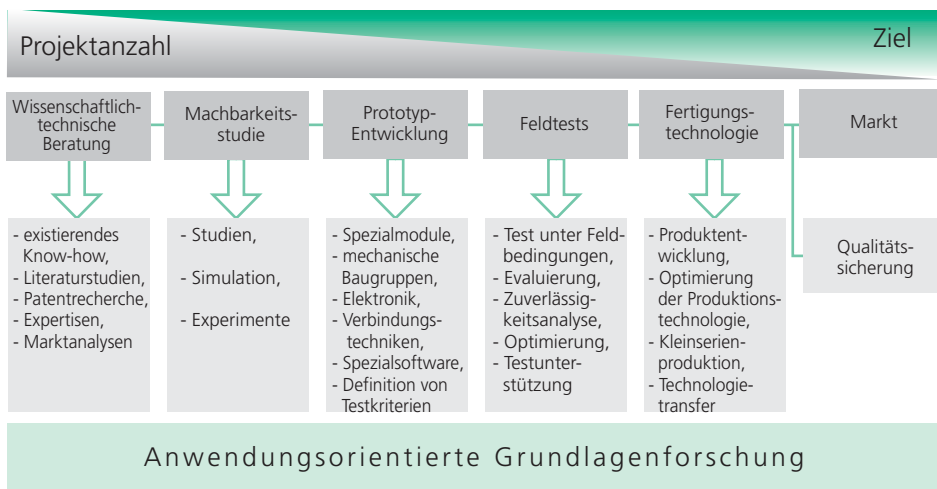 Projektanzahl
Ziel
Wissenschaftlich-
technische
Beratung
Machbarkeits-
studie
Prototyp-
Entwicklung
Feldtests
Fertigungs-
technologie
Markt
- existierendes
Know-how,
- Literaturstudien,
- Patentrecherche,
- Expertisen,
- Marktanalysen
- Studien,
- Simulation,
- Experimente
- Spezialmodule,
- mechanische
Baugruppen,
- Elektronik,
- Verbindungs-
techniken,
- Spezialsoftware,
- Definition von
Testkriterien
- Test unter Feld-
bedingungen,
- Evaluierung,
- Zuverlässig-
keitsanalyse,
- Optimierung,
- Testunter-
stützung
- Produktent-
wicklung,
- Optimierung
der Produktions-
technologie,
- Kleinserien-
produktion,
- Technologie-
transfer
Qualitäts-
sicherung
Anwendungsorientierte Grundlagenforschung